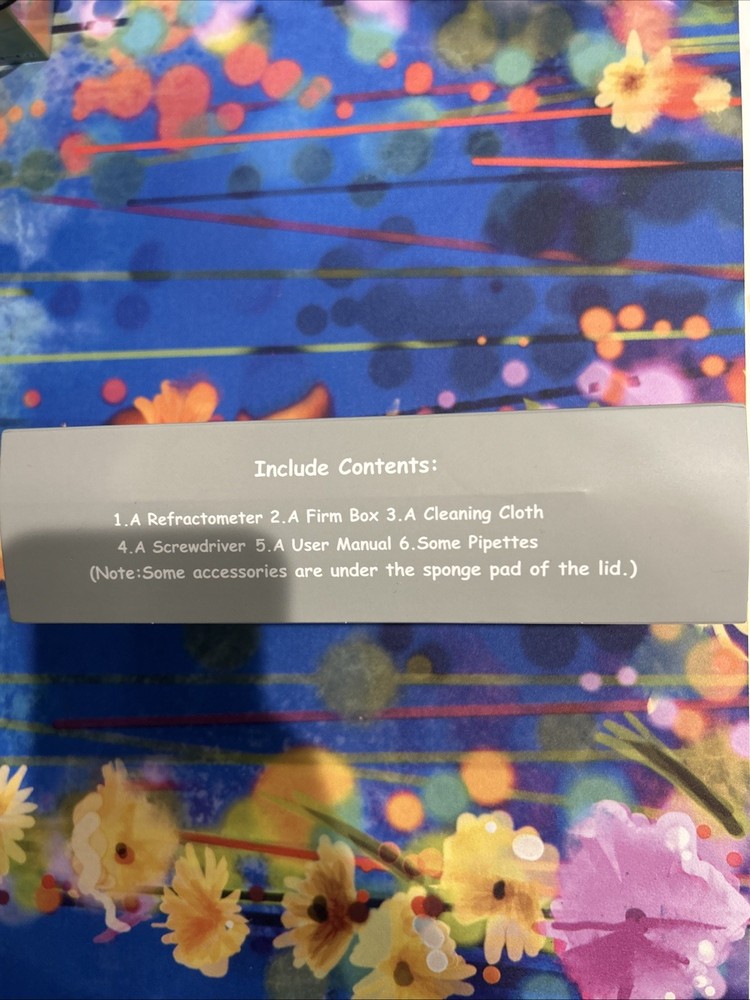 Include Contents:
1.A Refractometer 2.A Firm Box 3.A Cleaning Cloth
4.A Screwdriver 5.A User Manual 6.Some Pipettes
(Note:Some accessories are under the sponge pad of the lid.)